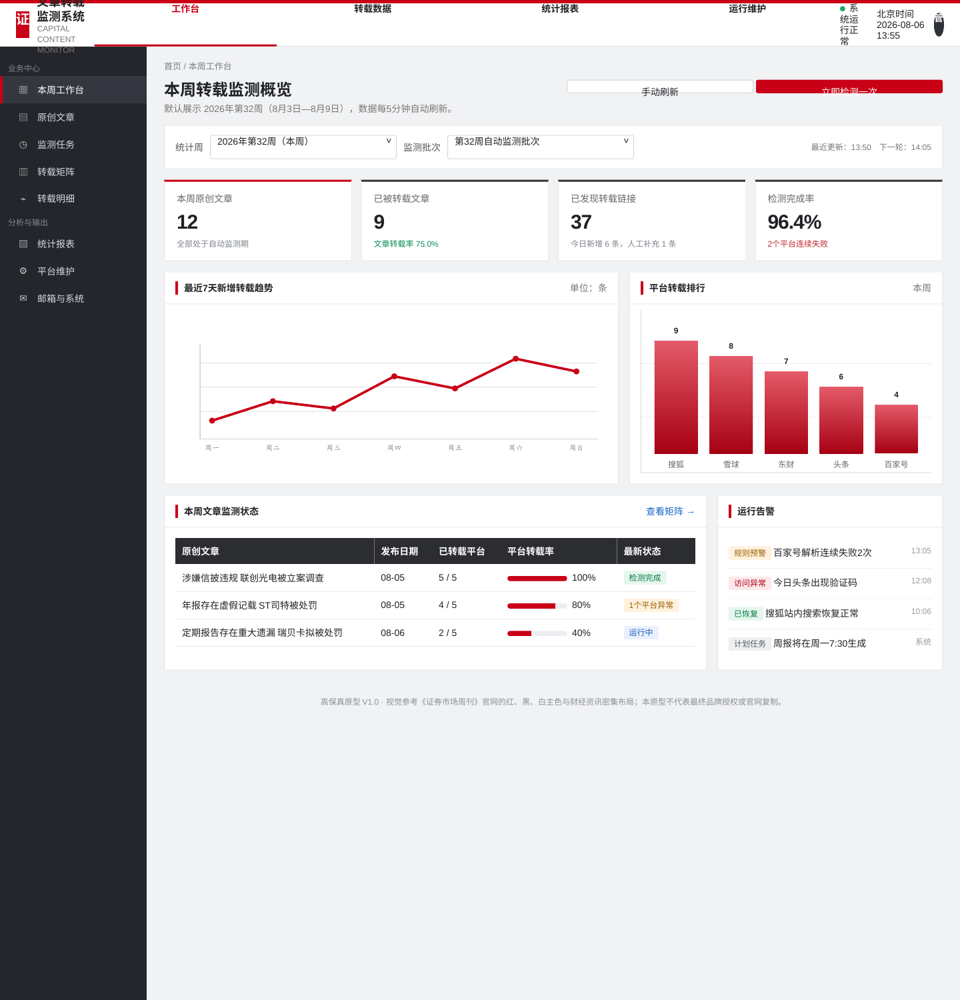 证
文章转载
监测系统
CAPITAL
CONTENT
MONITOR
工作台
转载数据
统计报表
运行维护
系
统运
行正
常
北京时间
2026-08-06
13:55
管
业务中心
本周工作台
原创文章
监测任务
转载矩阵
转载明细
分析与输出
统计报表
平台维护
邮箱与系统
首页 / 本周工作台
本周转载监测概览
默认展示 2026年第32周（8月3日—8月9日），数据每5分钟自动刷新。
手动刷新
立即检测一次
统计周
2026年第32周（本周）
监测批次
第32周自动监测批次
最近更新：13:50 下一轮：14:05
本周原创文章
12
全部处于自动监测期
已被转载文章
9
文章转载率 75.0%
已发现转载链接
37
今日新增 6 条，人工补充 1 条
检测完成率
96.4%
2个平台连续失败
最近7天新增转载趋势
单位：条
周一
周二
周三
周四
周五
周六
周日
平台转载排行
本周
9
8
7
6
4
搜狐
雪球
东财
头条
百家号
本周文章监测状态
查看矩阵 →
原创文章 发布日期 已转载平台 平台转载率 最新状态
涉嫌信披违规 联创光电被立案调查 08-05 5 / 5 100% 检测完成
年报存在虚假记载 ST司特被处罚 08-05 4 / 5 80% 1个平台异常
定期报告存在重大遗漏 瑞贝卡拟被处罚 08-06 2 / 5 40% 运行中
运行告警
规则预警 百家号解析连续失败2次 13:05
访问异常 今日头条出现验证码 12:08
已恢复 搜狐站内搜索恢复正常 10:06
计划任务 周报将在周一7:30生成 系统
高保真原型 V1.0 · 视觉参考《证券市场周刊》官网的红、黑、白主色与财经资讯密集布局；本原型不代表最终品牌授权或官网复制。